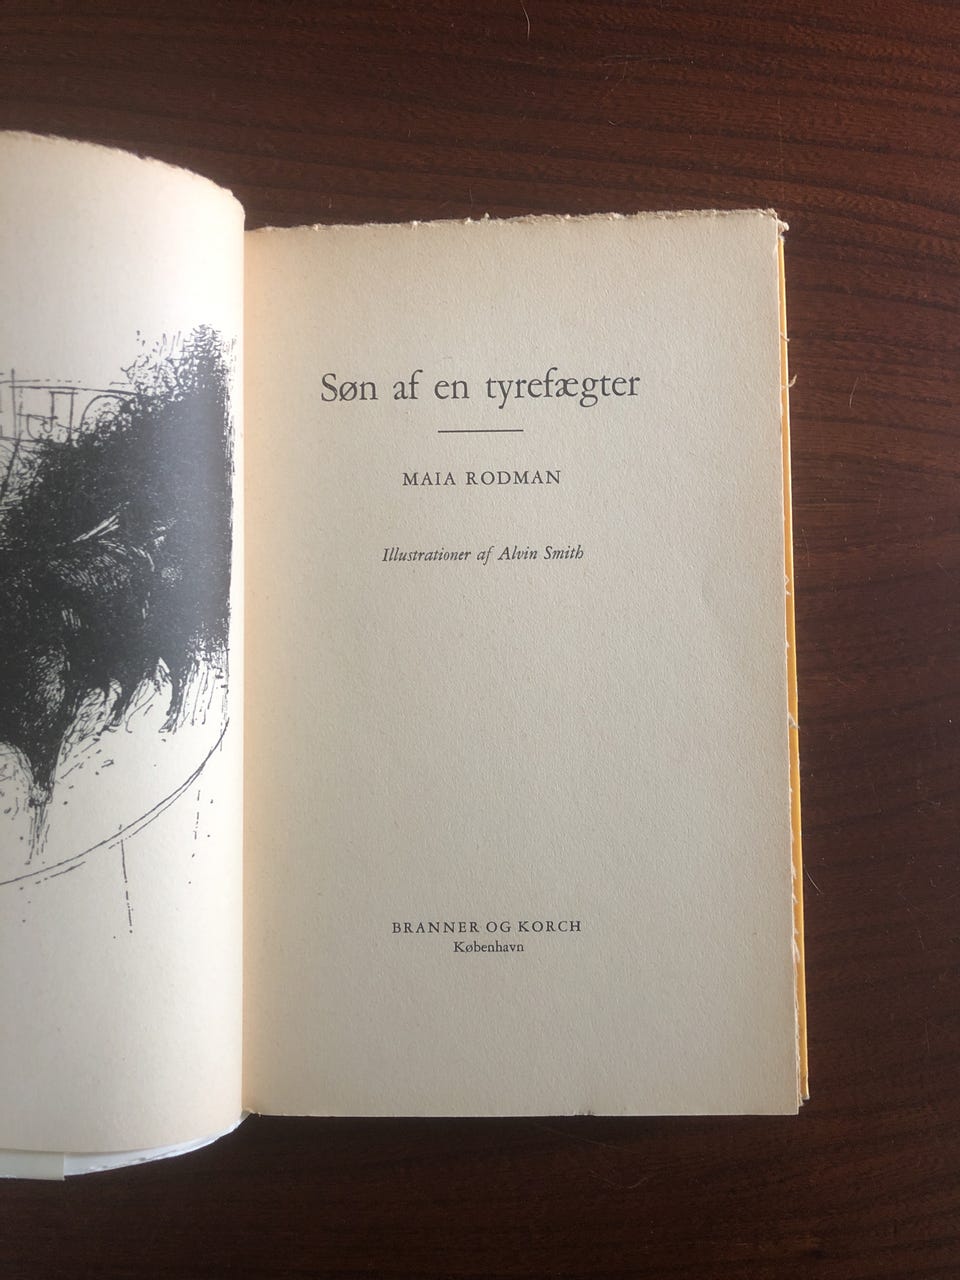 Søn af en tyrefægter
MAIA RODMAN
Illustrationer af Alvin Smith
BRANNER OG KORCH
København